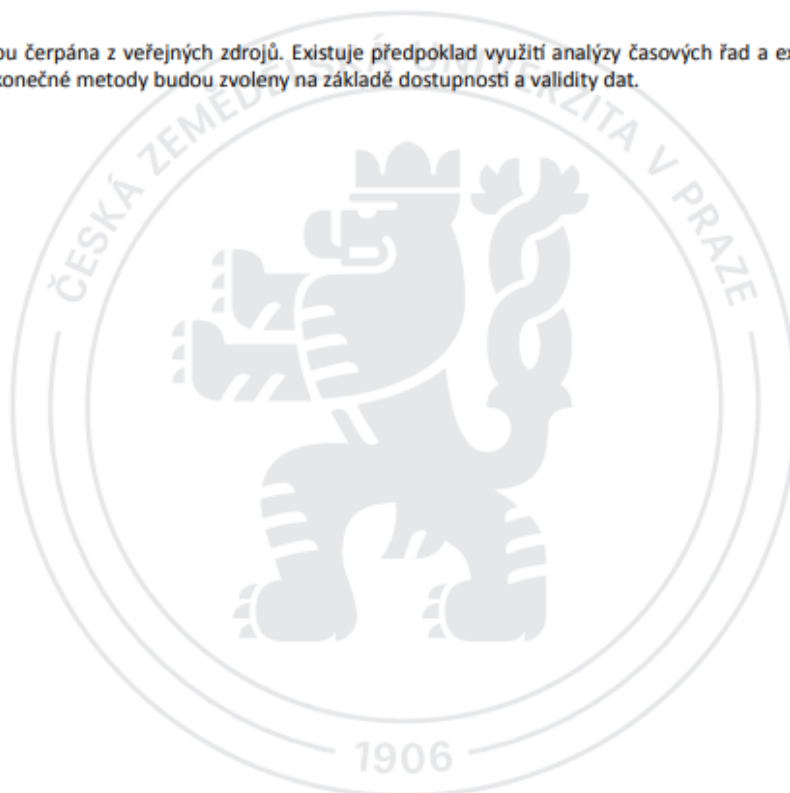 ou čerpána z veřejných zdrojů. Existuje předpoklad využití analýzy časových řad a ex
konečné metody budou zvoleny na základě dostupnosti a validity dat.
ČESKÁ ZEMĚDĚLSKÁ UNIVERZITA V PRAZE
1906